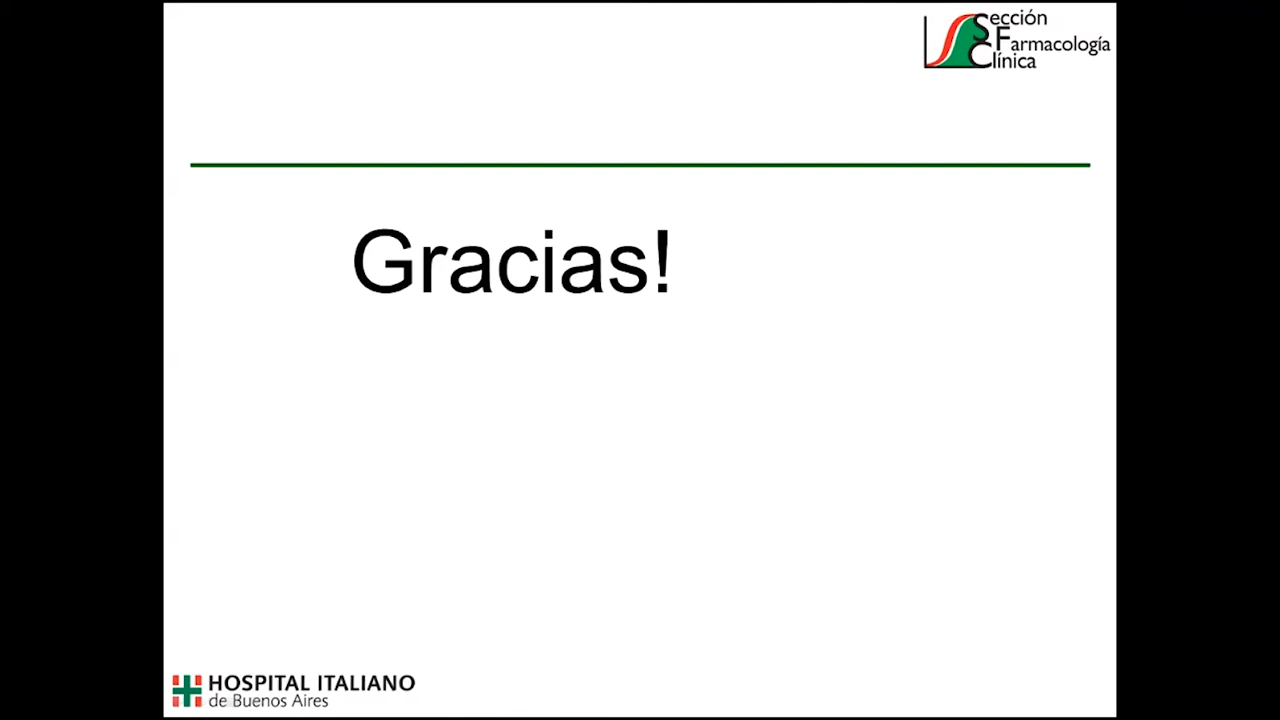 Sección
Farmacología
Clínica
Gracias!
HOSPITAL ITALIANO
de Buenos Aires